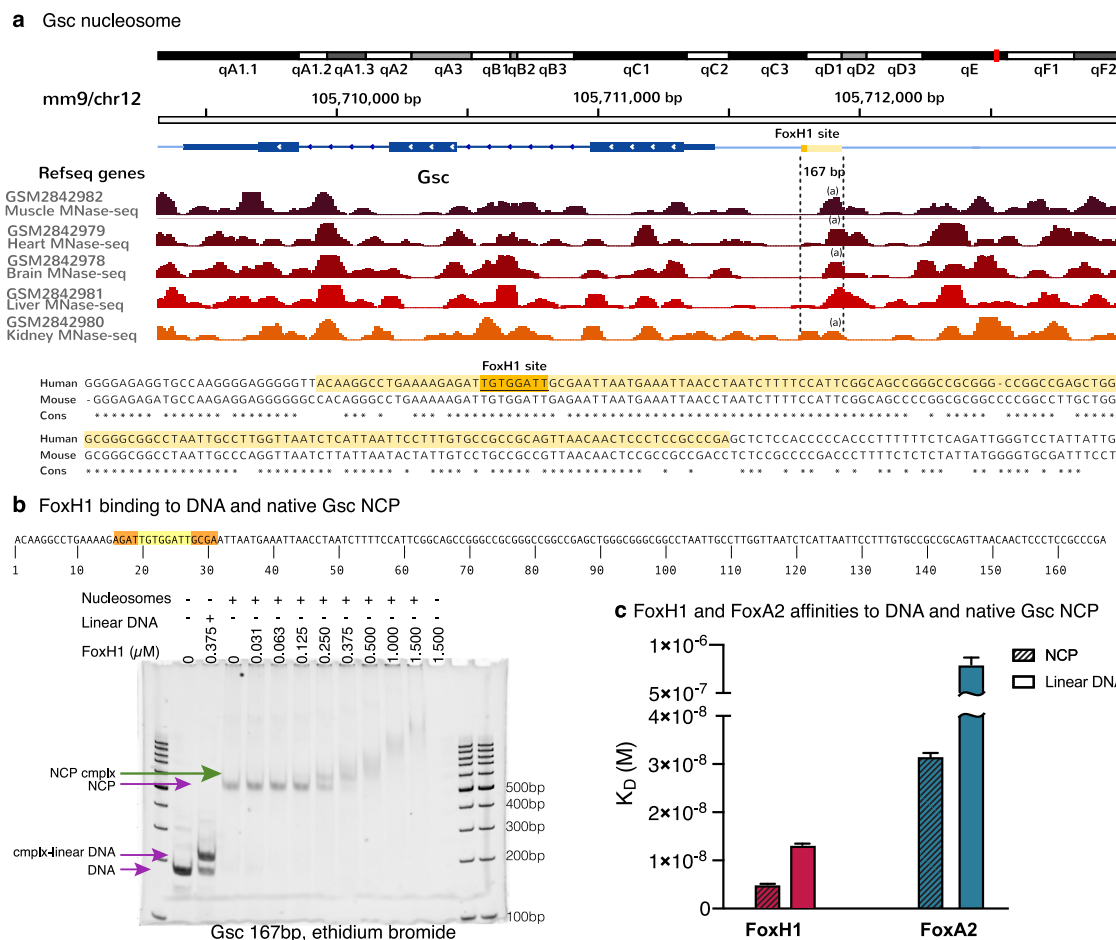 a Gsc nucleosome
qA1.1 qA1.2 qA1.3 qA2 qA3 qB1 qB2 qB3 qC1 qC2 qC3 qD1 qD2 qD3 qE qF1 qF2
mm9/chr12 105,710,000 bp 105,711,000 bp 105,712,000 bp
FoxH1 site
Refseq genes Gsc 167 bp
GSM2842982 (a)
Muscle MNase-seq
GSM2842979 (a)
Heart MNase-seq
GSM2842978 (a)
Brain MNase-seq
GSM2842981 (a)
Liver MNase-seq
GSM2842980 (a)
Kidney MNase-seq
FoxH1 site
Human GGGGAGAGGTGCCAAGGGGAGGGGGTTACAAGGCCTGAAAAGAGATTGTGGATTGCGAATTAATGAAATTAACCTAATCTTTTTCCATTCGGCAGCCGGGCCGCGGG-CCGGCCGAGCTGG
Mouse -GGGAGAGATGCCAAGAGGAGGGGGGCCACAGGGCCTGAAAAAGATTGTGGATTGAGAATTAATGAAATTAACCTAATCTTTTTCCATTCGGCAGCCCCGGCGCGGCCCCGGCCTTGCTGG
Cons
Human GCGGGCGGCCTAATTGCCTTGGTTAATCTCATTAATTCCTTTGTGCCGCCGCAGTTAACAACTCCCTCCGCCCGAGCTCTCCACCCCCACCCTTTTTTCTCAGATTGGGTCCTATTATTG
Mouse GCGGGCGGCCTAATTGCCCAGGTTAATCTTATTAATACTATTGTCCTGCCGCCGTTAACAACTCCGCCGCCGACCTCTCCGCCCCGACCCTTTTCTCTCTATTATGGGGTGCGATTTCCT
Cons
b FoxH1 binding to DNA and native Gsc NCP
ACAAGGCCTGAAAAGAGATTGTGGATTGCGAATTAATGAAATTAACCTAATCTTTTTCCATTCGGCAGCCGGGCCGCGGGCCGGCCGAGCTGGGCGGGCGGCCTAATTGCCTTGGTTAATCTCATTAATTCCTTTGTGCCGCCGCAGTTAACAACTCCCTCCGCCCGA
1 10 20 30 40 50 60 70 80 90 100 110 120 130 140 150 160
Nucleosomes - - + + + + + + + + + -
Linear DNA - + - - - - - - - - - -
FoxH1 (μM) 0 0.375 0 0.031 0.063 0.125 0.250 0.375 0.500 1.000 1.500 1.500
NCP cmplx
NCP
cmplx-linear DNA
DNA
500bp
400bp
300bp
200bp
100bp
Gsc 167bp, ethidium bromide
c FoxH1 and FoxA2 affinities to DNA and native Gsc NCP
NCP
Linear DNA
K_D (M)
1×10⁻⁶
5×10⁻⁷
4×10⁻⁸
3×10⁻⁸
2×10⁻⁸
1×10⁻⁸
0
FoxH1 FoxA2